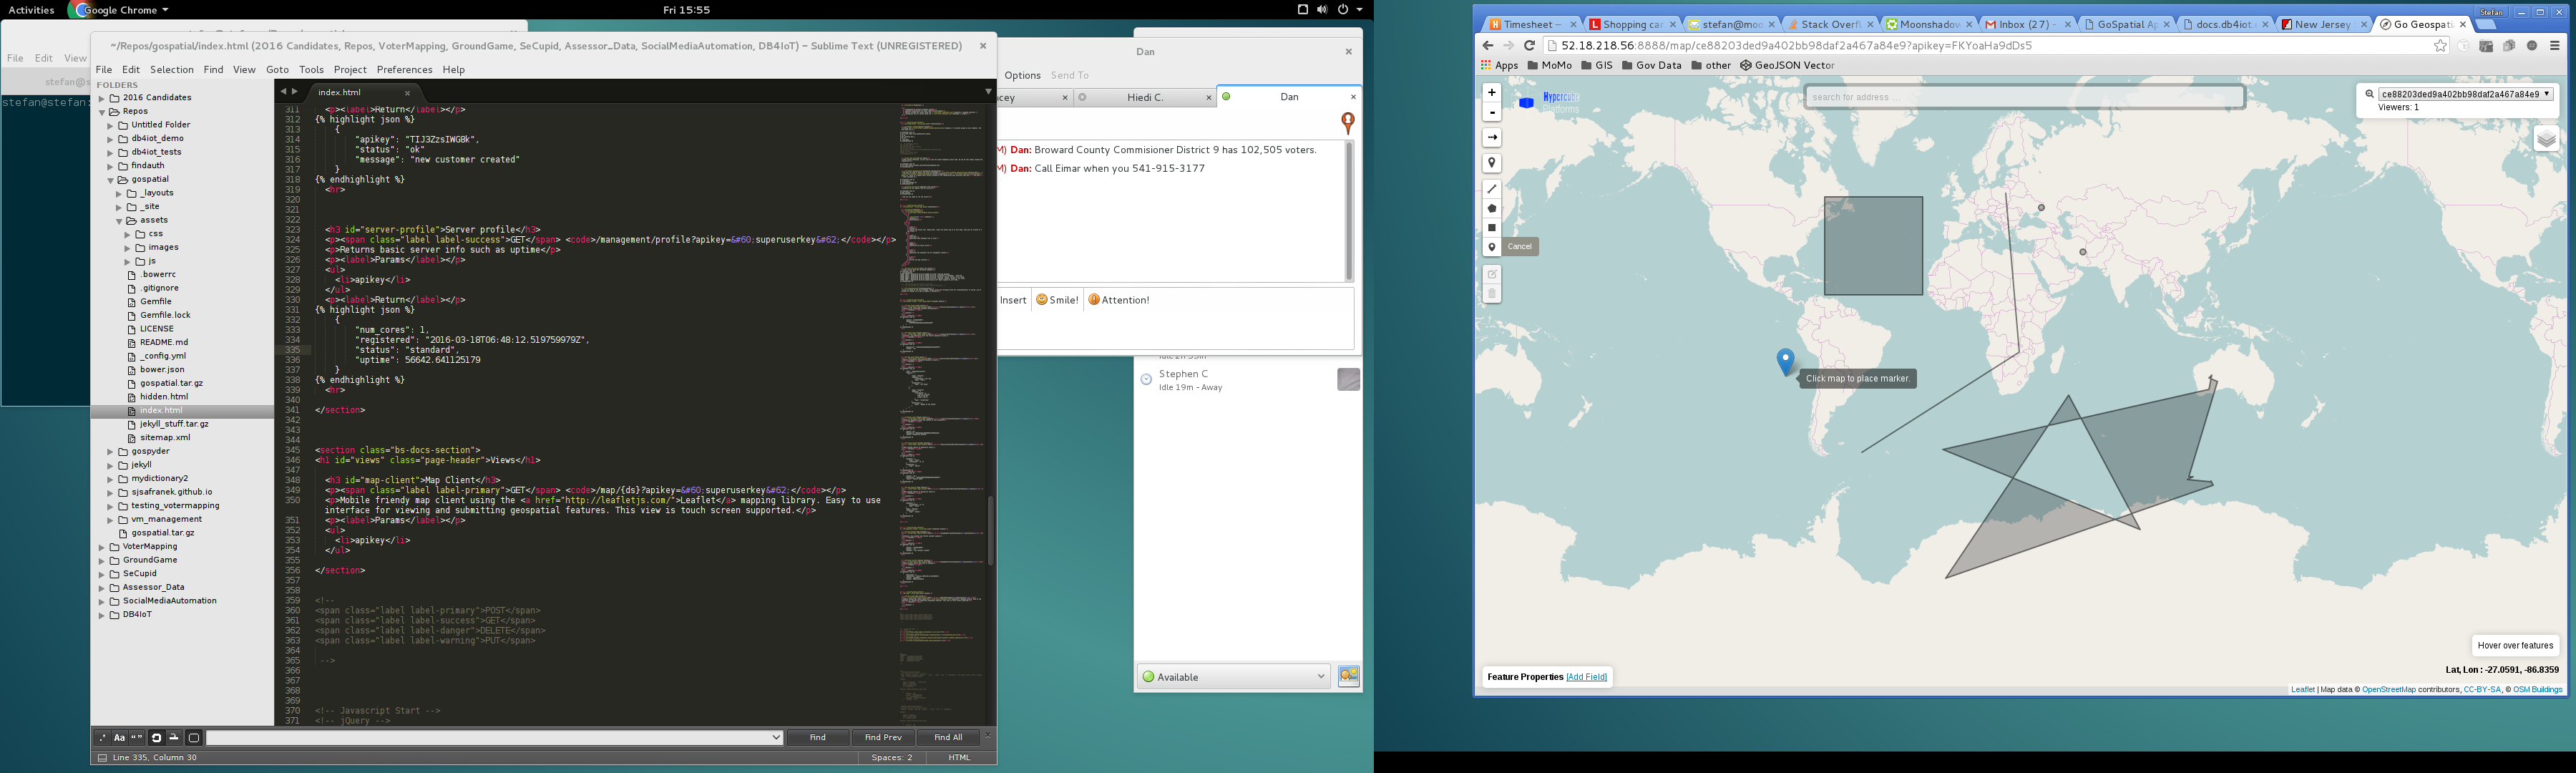 Activities
Google Chrome
Fri 15:55
File Edit View
stefan@s
stefan@stefan:
~/Repos/gospatial/index.html (2016 Candidates, Repos, VoterMapping, GroundGame, SeCupid, Assessor_Data, SocialMediaAutomation, DB4IoT) – Sublime Text (UNREGISTERED)
File Edit Selection Find View Goto Tools Project Preferences Help
FOLDERS
2016 Candidates
Repos
Untitled Folder
db4iot_demo
db4iot_tests
findauth
gospatial
_layouts
_site
assets
css
images
js
.bowerrc
.gitignore
Gemfile
Gemfile.lock
LICENSE
README.md
_config.yml
bower.json
gospatial.tar.gz
hidden.html
index.html
jekyll_stuff.tar.gz
sitemap.xml
gospyder
jekyll
mydictionary2
sjsafranek.github.io
testing_votermapping
vm_management
gospatial.tar.gz
VoterMapping
GroundGame
SeCupid
Assessor_Data
SocialMediaAutomation
DB4IoT
index.html
311 <p><label>Return</label></p>
312 {% highlight json %}
313 {
314 "apikey": "TIJ3ZzsIWG8k",
315 "status": "ok"
316 "message": "new customer created"
317 }
318 {% endhighlight %}
319 <hr>
320
321
322
323 <h3 id="server-profile">Server profile</h3>
324 <p><span class="label label-success">GET</span> <code>/management/profile?apikey=&#60;superuserkey&#62;</code></p>
325 <p>Returns basic server info such as uptime</p>
326 <p><label>Params</label></p>
327 <ul>
328 <li>apikey</li>
329 </ul>
330 <p><label>Return</label></p>
331 {% highlight json %}
332 {
333 "num_cores": 1,
334 "registered": "2016-03-18T06:48:12.519759979Z",
335 "status": "standard",
336 "uptime": 56642.641125179
337 }
338 {% endhighlight %}
339 <hr>
340
341 </section>
342
343
344
345 <section class="bs-docs-section">
346 <h1 id="views" class="page-header">Views</h1>
347
348 <h3 id="map-client">Map Client</h3>
349 <p><span class="label label-primary">GET</span> <code>/map/{ds}?apikey=&#60;superuserkey&#62;</code></p>
350 <p>Mobile friendy map client using the <a href="http://leafletjs.com/">Leaflet</a> mapping library. Easy to use
interface for viewing and submitting geospatial features. This view is touch screen supported.</p>
351 <p><label>Params</label></p>
352 <ul>
353 <li>apikey</li>
354 </ul>
355
356 </section>
357
358
359 <!--
360 <span class="label label-primary">POST</span>
361 <span class="label label-success">GET</span>
362 <span class="label label-danger">DELETE</span>
363 <span class="label label-warning">PUT</span>
364
365 -->
366
367
368
369
370 <!-- Javascript Start -->
371 <!-- jQuery -->
.* Aa “ ”
Find
Find Prev
Find All
Line 335, Column 30
Spaces: 2
HTML
Dan
Options Send To
cey
Hiedi C.
Dan
M) Dan: Broward County Commisioner District 9 has 102,505 voters.
M) Dan: Call Eimar when you 541-915-3177
Insert
Smile!
Attention!
Stephen C
Idle 19m – Away
Available
Stefan
Timesheet –
Shopping car
stefan@moo
Stack Overfl
Moonshadow
Inbox (27) -
GoSpatial Ap
docs.db4iot.
New Jersey
Go Geospati
52.18.218.56:8888/map/ce88203ded9a402bb98daf2a467a84e9?apikey=FKYoaHa9dDs5
Apps
MoMo
GIS
Gov Data
other
GeoJSON Vector
+
-
Hypercube
Platforms
search for address ...
ce88203ded9a402bb98daf2a467a84e9
Viewers: 1
Cancel
Click map to place marker.
Hover over features
Lat, Lon : -27.0591, -86.8359
Feature Properties [Add Field]
Leaflet | Map data © OpenStreetMap contributors, CC-BY-SA, © OSM Buildings